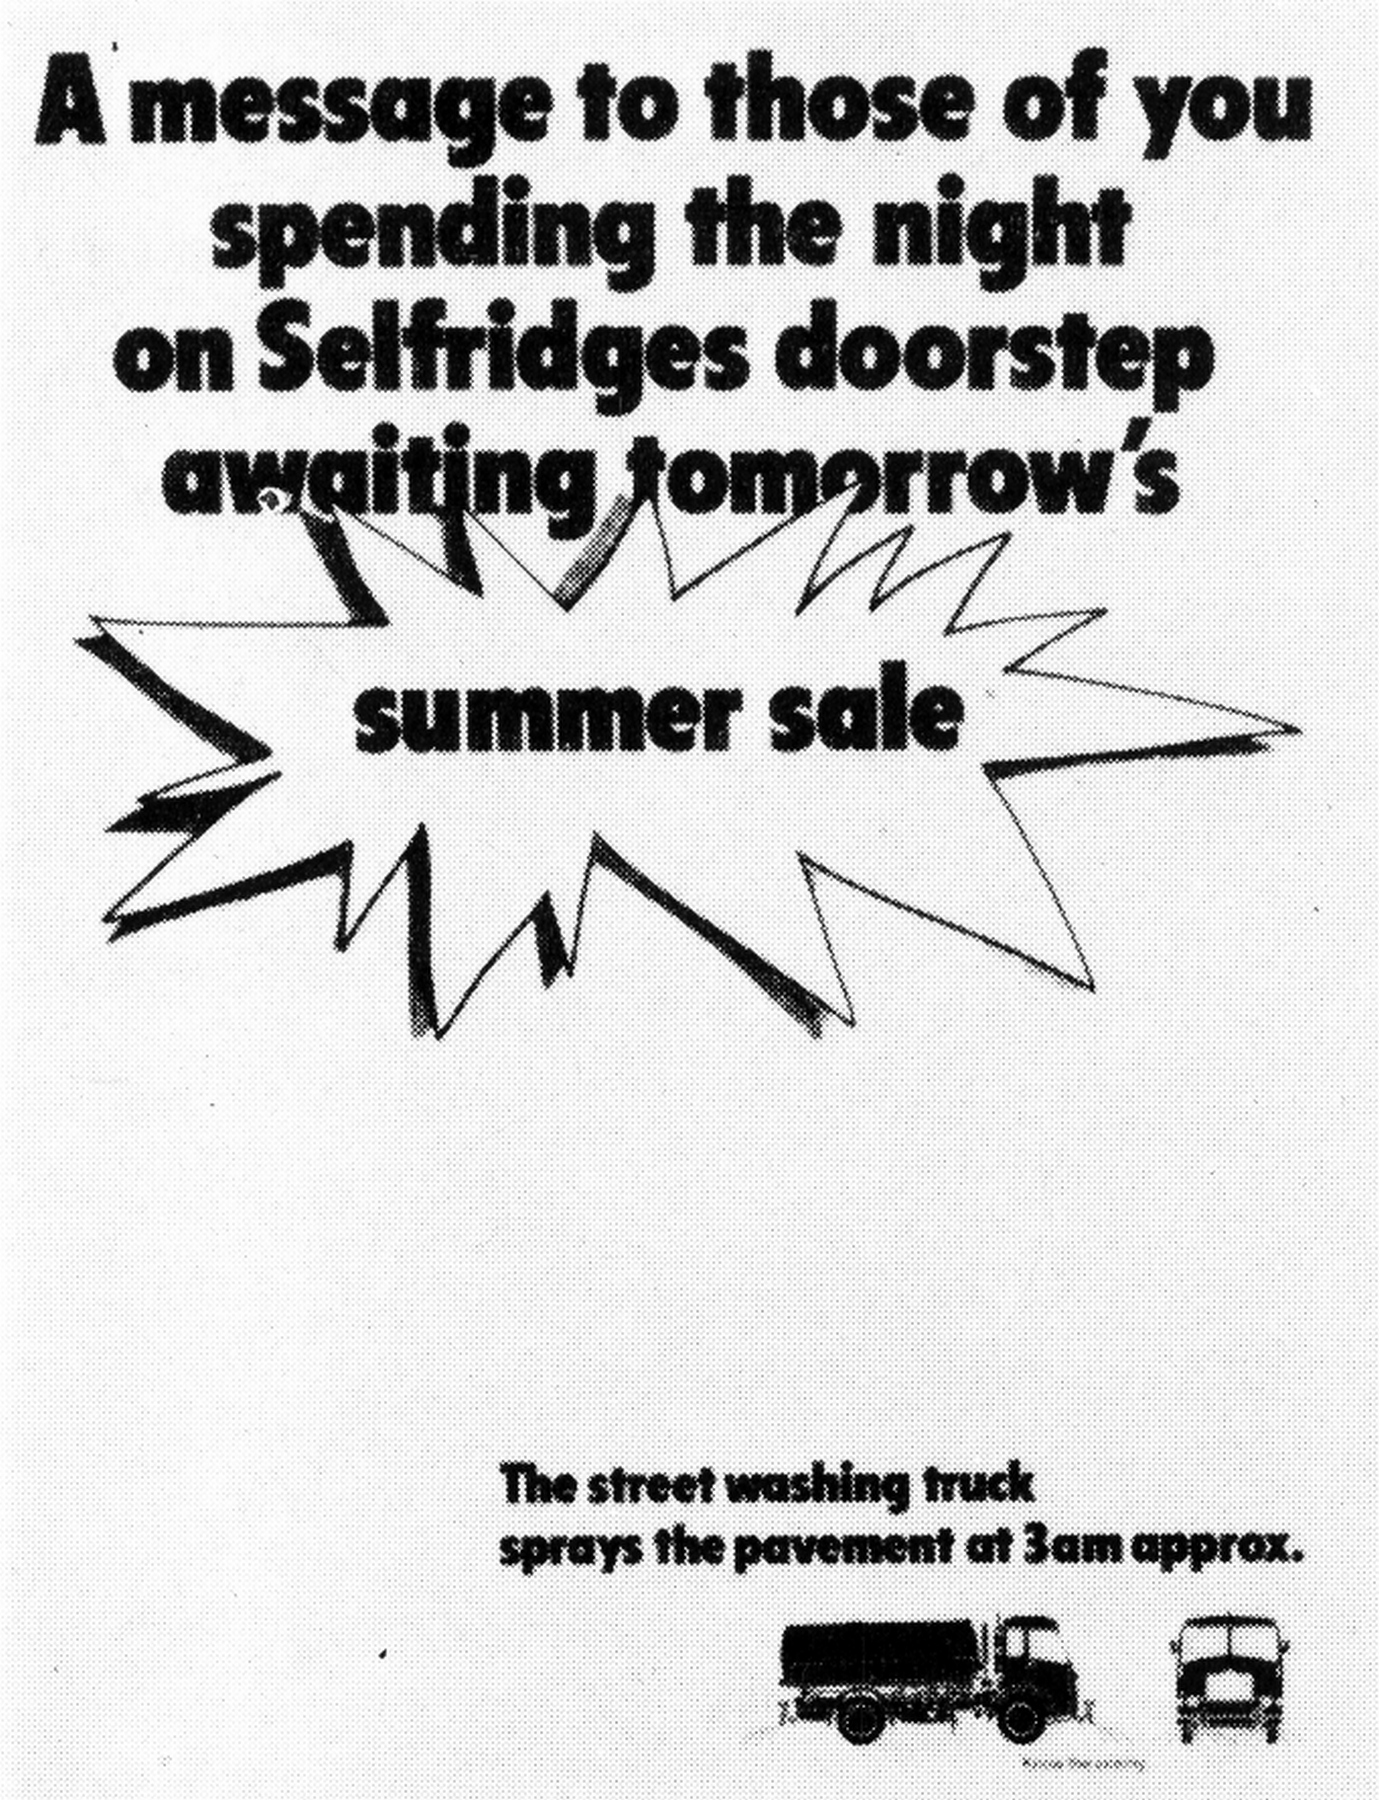 A message to those of you
spending the night
on Selfridges doorstep
awaiting tomorrow's
summer sale
The street washing truck
sprays the pavement at 3am approx.